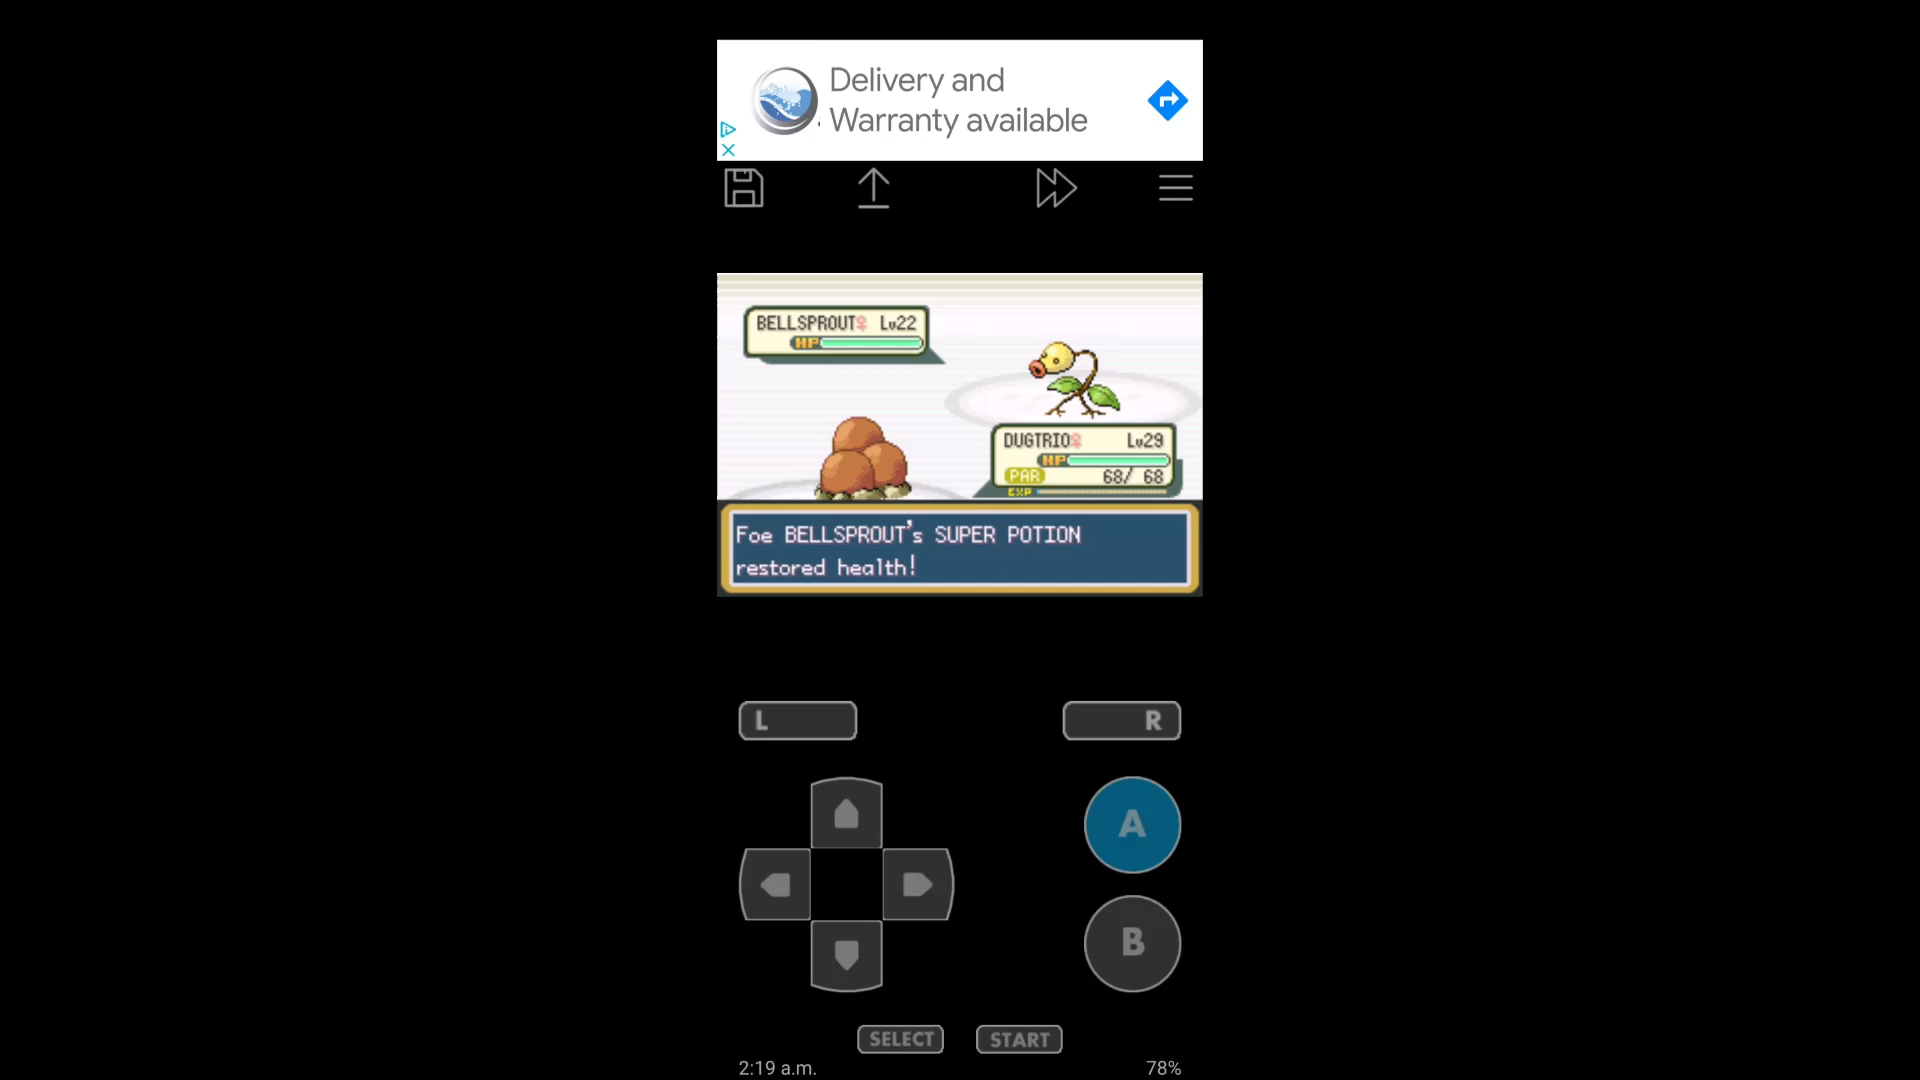 Delivery and
Warranty available
BELLSPROUT♀ Lv22
HP
DUGTRIO♀ Lv29
HP
PAR 68/ 68
EXP
Foe BELLSPROUT's SUPER POTION
restored health!
L R
A
B
SELECT START
2:19 a.m. 78%